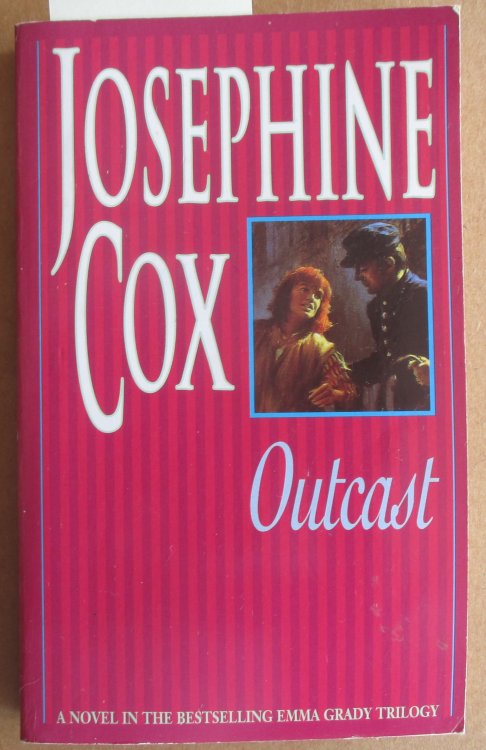 JOSEPHINE
COX
Outcast
A NOVEL IN THE BESTSELLING EMMA GRADY TRILOGY